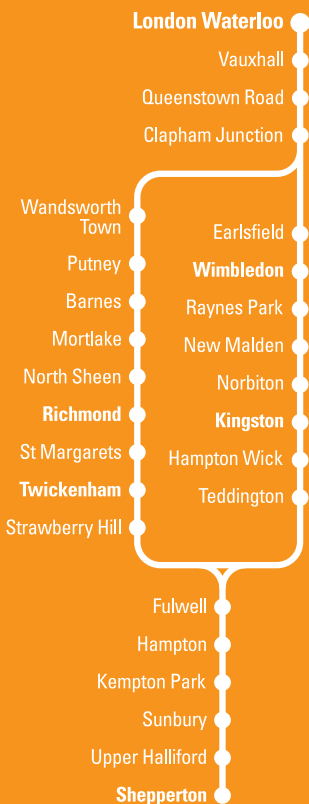 London Waterloo
Vauxhall
Queenstown Road
Clapham Junction
Wandsworth
Town
Putney
Barnes
Mortlake
North Sheen
Richmond
St Margarets
Twickenham
Strawberry Hill
Earlsfield
Wimbledon
Raynes Park
New Malden
Norbiton
Kingston
Hampton Wick
Teddington
Fulwell
Hampton
Kempton Park
Sunbury
Upper Halliford
Shepperton